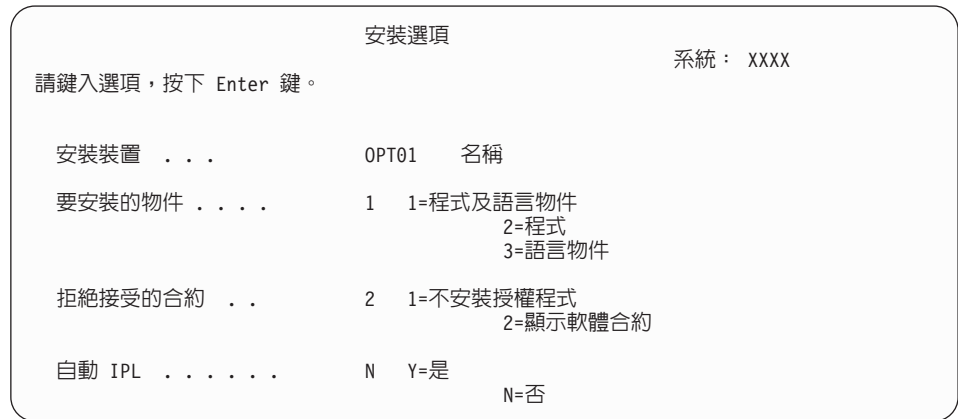 安裝選項
系統： XXXX
請鍵入選項，按下 Enter 鍵。
安裝裝置 . . . OPT01 名稱
要安裝的物件 . . . . 1 1=程式及語言物件
2=程式
3=語言物件
拒絕接受的合約 . . 2 1=不安裝授權程式
2=顯示軟體合約
自動 IPL . . . . . . N Y=是
N=否